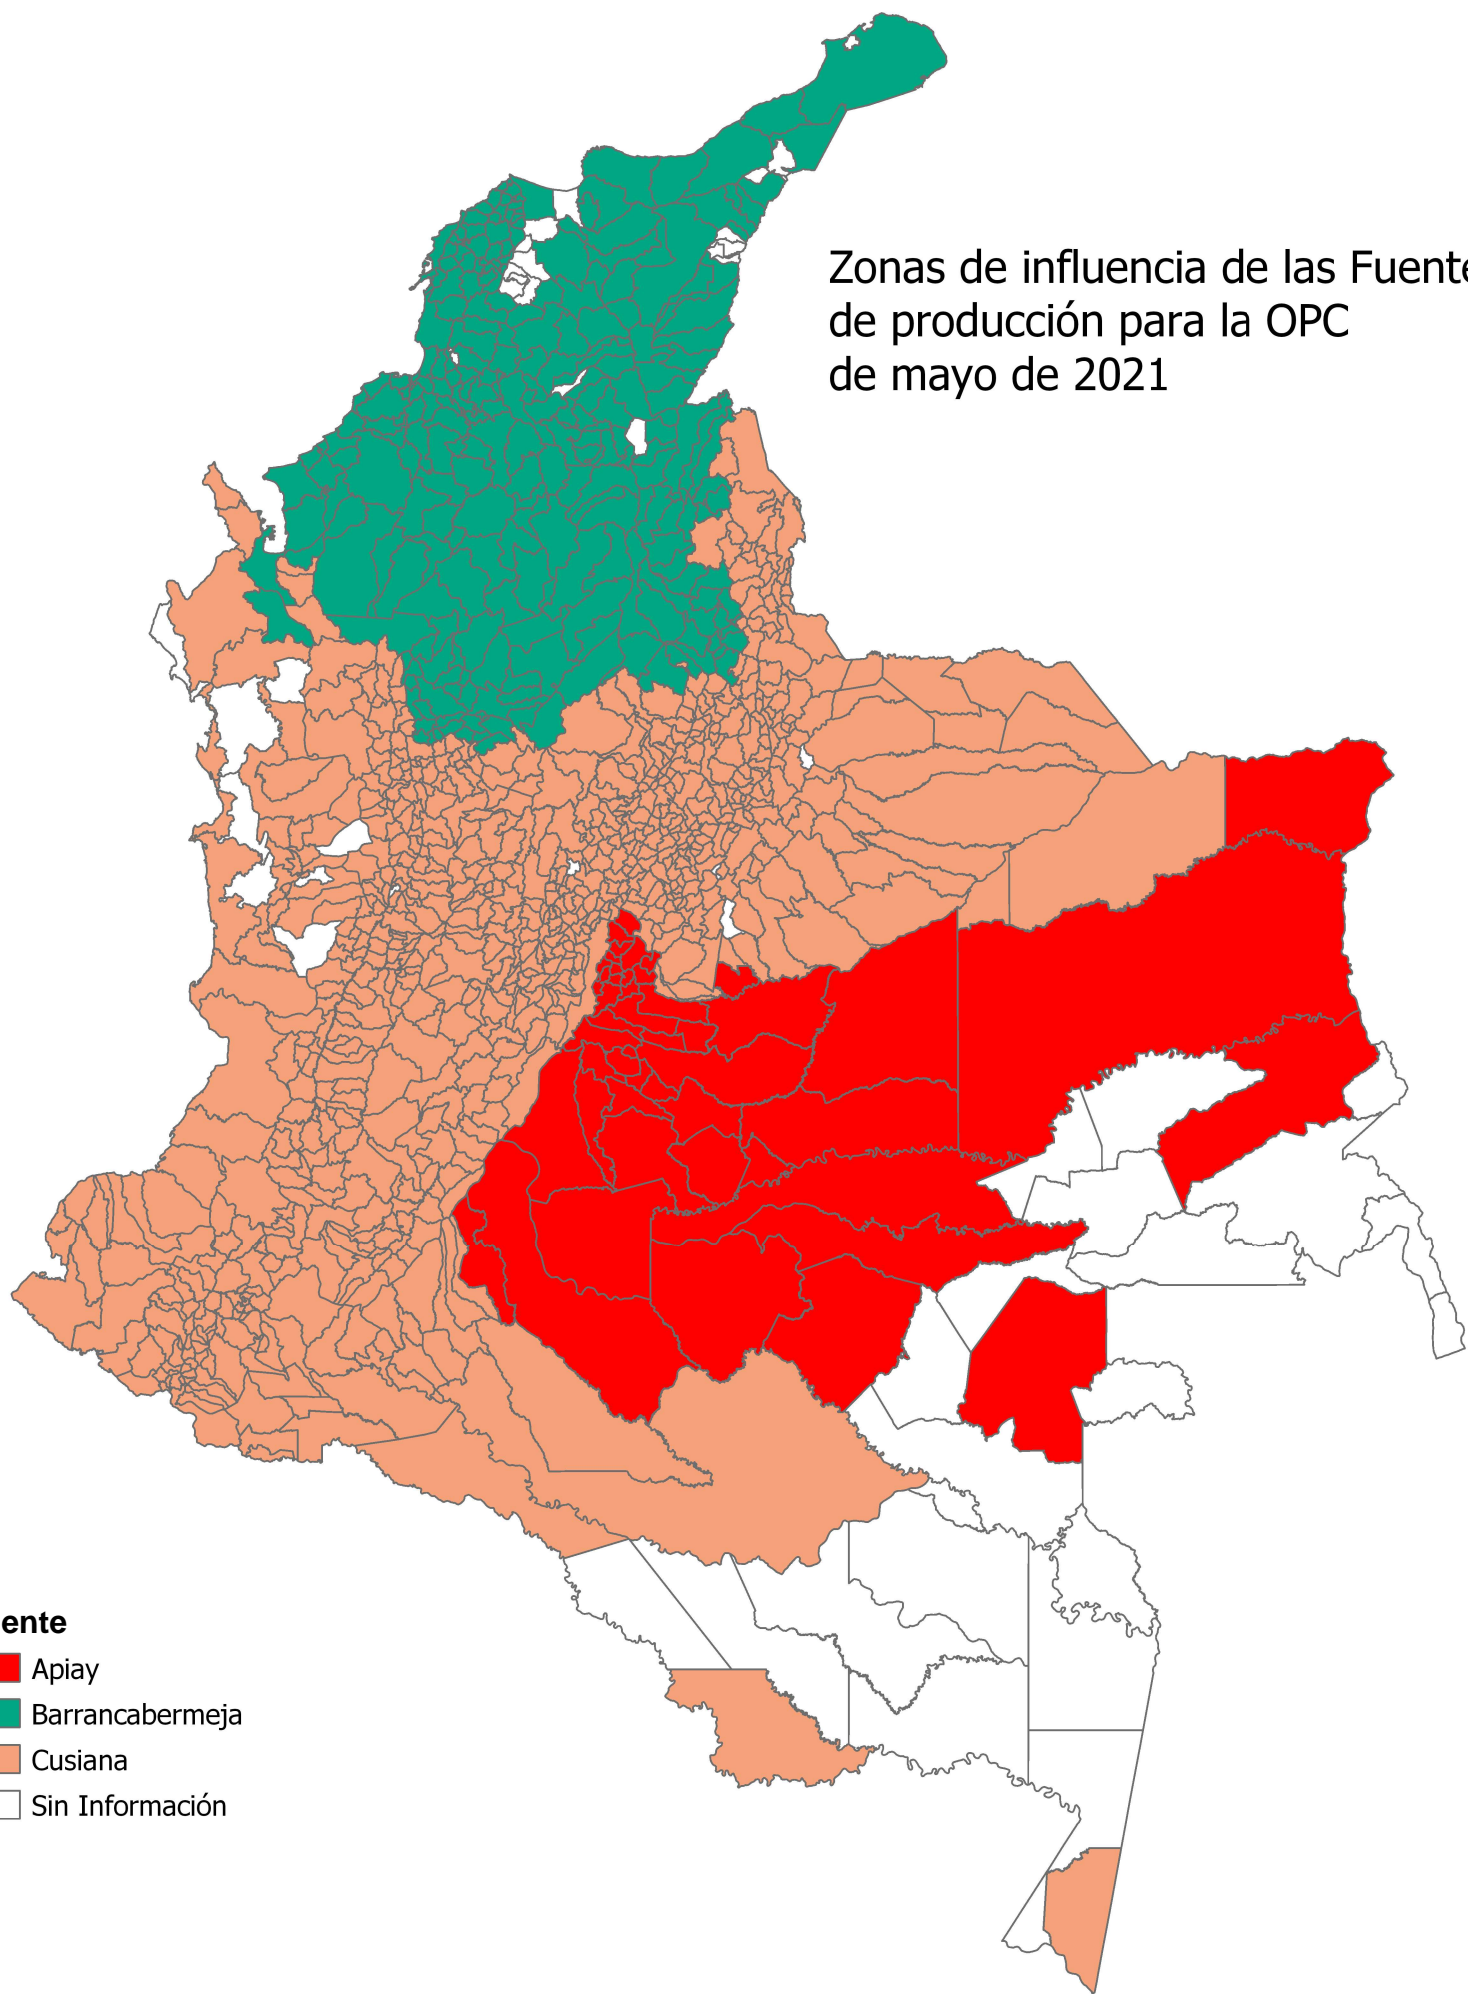 Zonas de influencia de las Fuente
de producción para la OPC
de mayo de 2021
ente
Apiay
Barrancabermeja
Cusiana
Sin Información